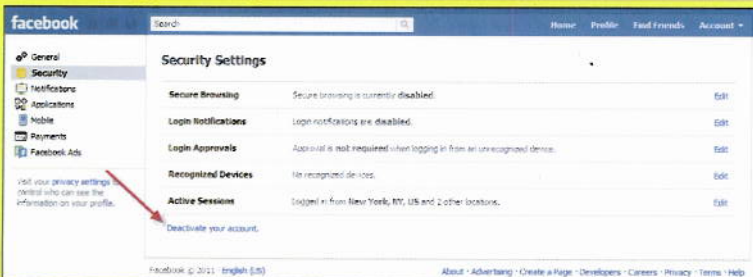 facebook
Search
Home Profile Find Friends Account
General
Security
Notifications
Applications
Mobile
Payments
Facebook Ads
Visit your privacy settings to
control who can see the
information on your profile.
Security Settings
Secure Browsing Secure browsing is currently disabled. Edit
Login Notifications Login notifications are disabled. Edit
Login Approvals Approval is not required when logging in from an unrecognized device. Edit
Recognized Devices No recognized devices. Edit
Active Sessions Logged in from New York, NY, US and 2 other locations. Edit
Deactivate your account.
Facebook © 2011 · English (US)
About · Advertising · Create a Page · Developers · Careers · Privacy · Terms · Help